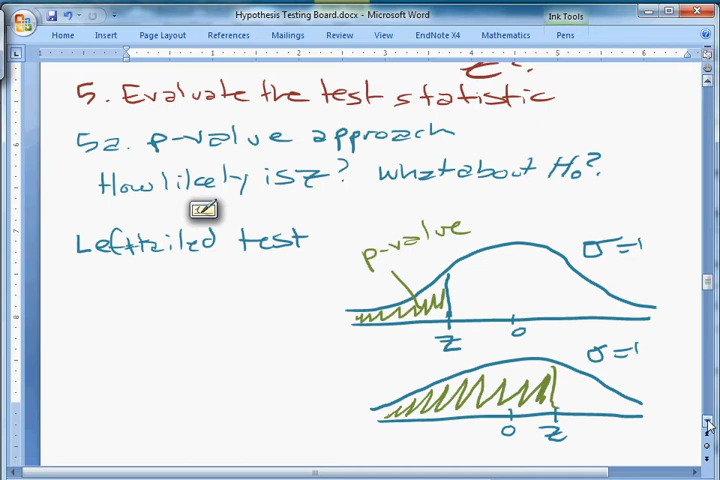 Hypothesis Testing Board.docx - Microsoft Word
Ink Tools
Home Insert Page Layout References Mailings Review View EndNote X4 Mathematics Pens
5. Evaluate the test statistic
5a. p-value approach
How likely is z? what about H₀?
Left tailed test
p-value
σ=1
z 0
σ=1
0 z